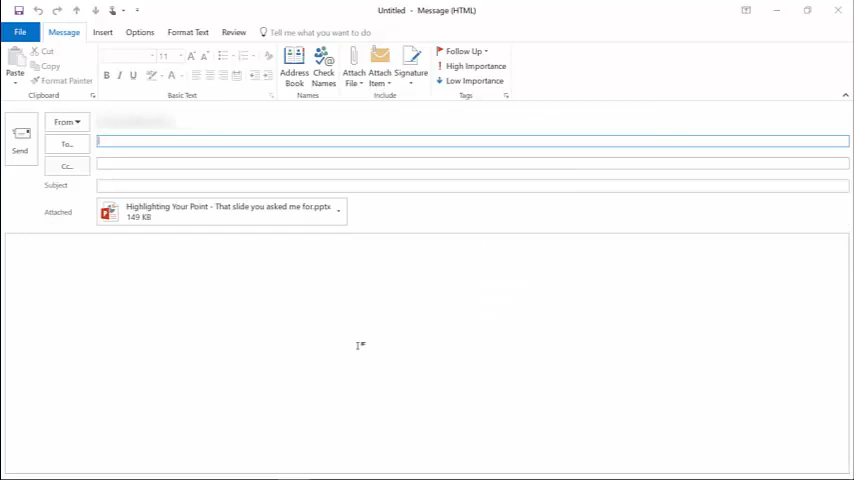 Untitled - Message (HTML)
File Message Insert Options Format Text Review Tell me what you want to do
Paste
Cut
Copy
Format Painter
Clipboard
11
B I U
A
Basic Text
Address Book
Check Names
Names
Attach File
Attach Item
Signature
Include
Follow Up
High Importance
Low Importance
Tags
Send
From
To...
Cc...
Subject
Attached
Highlighting Your Point - That slide you asked me for.pptx
149 KB